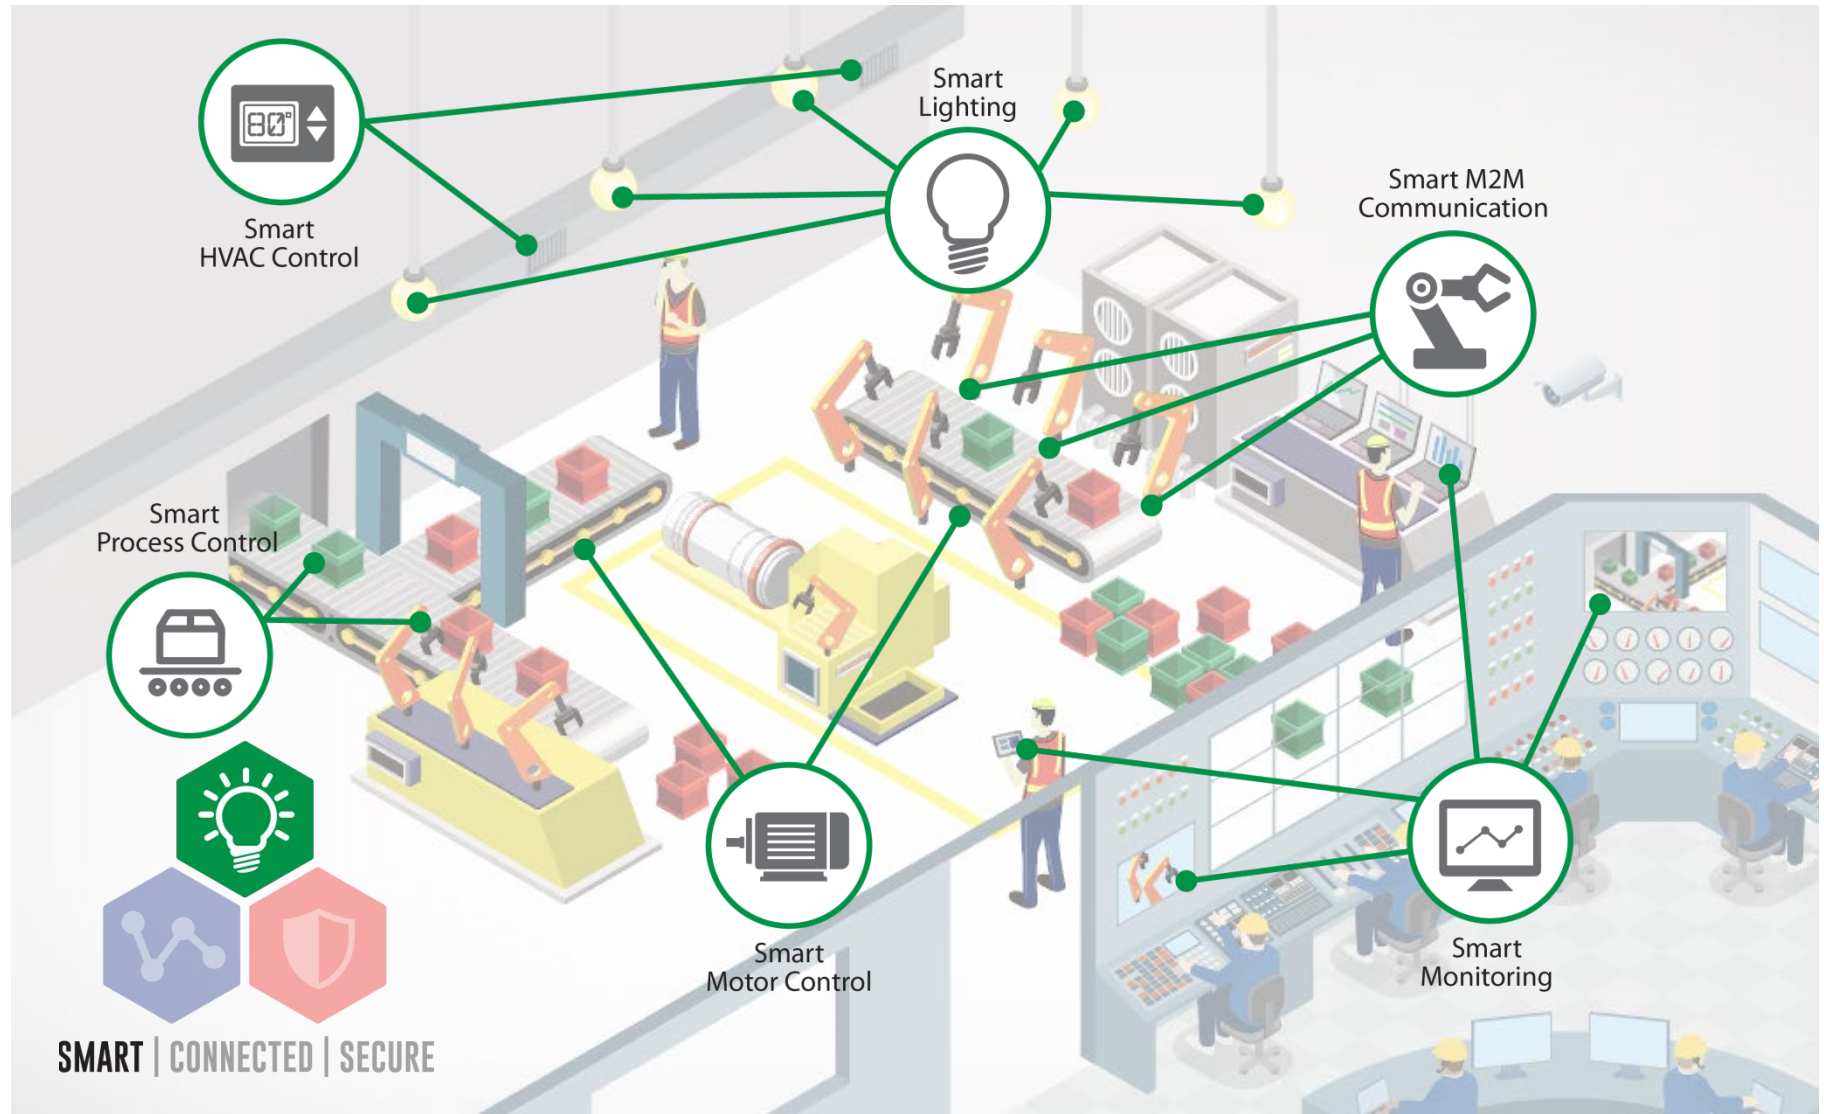 80°
Smart
HVAC Control
Smart
Lighting
Smart M2M
Communication
Smart
Process Control
Smart
Motor Control
Smart
Monitoring
SMART | CONNECTED | SECURE